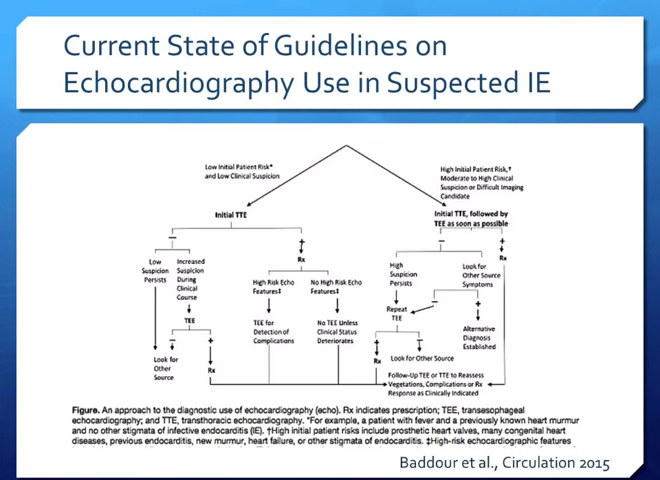 Current State of Guidelines on
Echocardiography Use in Suspected IE
Low Initial Patient Risk*
and Low Clinical Suspicion
High Initial Patient Risk,†
Moderate to High Clinical
Suspicion or Difficult Imaging
Candidate
Initial TTE
Initial TTE, followed by
TEE as soon as possible
−
+
−
+
Rx
Rx
Low
Suspicion
Persists
Increased
Suspicion
During
Clinical
Course
High Risk Echo
Features‡
No High Risk Echo
Features‡
High
Suspicion
Persists
Look for
Other Source
Symptoms
−
+
TEE
TEE for
Detection of
Complications
No TEE Unless
Clinical Status
Deteriorates
Repeat
TEE
Alternative
Diagnosis
Established
−
+
+
−
Look for
Other
Source
Rx
Rx
Look for Other Source
Follow-Up TEE or TTE to Reassess
Vegetations, Complications or Rx
Response as Clinically Indicated
Figure. An approach to the diagnostic use of echocardiography (echo). Rx indicates prescription; TEE, transesophageal
echocardiography; and TTE, transthoracic echocardiography. *For example, a patient with fever and a previously known heart murmur
and no other stigmata of infective endocarditis (IE). †High initial patient risks include prosthetic heart valves, many congenital heart
diseases, previous endocarditis, new murmur, heart failure, or other stigmata of endocarditis. ‡High-risk echocardiographic features
Baddour et al., Circulation 2015